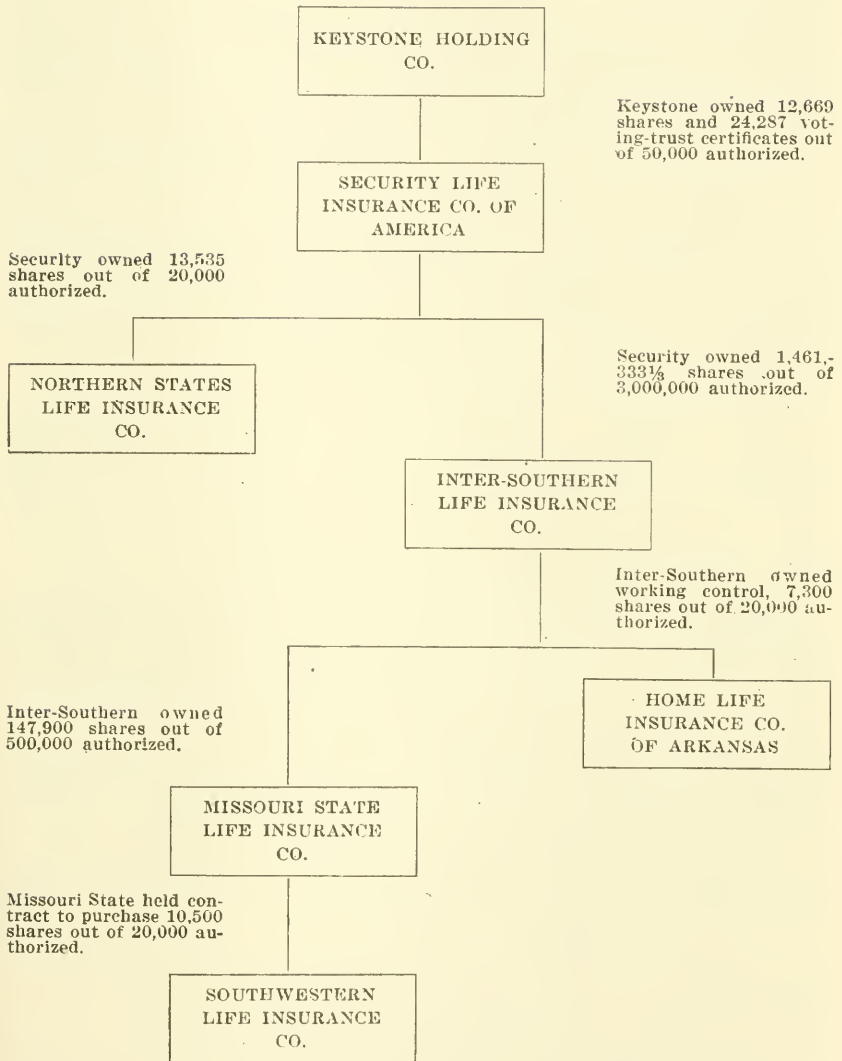 KEYSTONE HOLDING
CO.
Keystone owned 12,669
shares and 24,287 vot-
ing-trust certificates out
of 50,000 authorized.
SECURITY LIFE
INSURANCE CO. OF
AMERICA
Security owned 13,535
shares out of 20,000
authorized.
Security owned 1,461,-
333⅓ shares out of
3,000,000 authorized.
NORTHERN STATES
LIFE INSURANCE
CO.
INTER-SOUTHERN
LIFE INSURANCE
CO.
Inter-Southern owned
working control, 7,300
shares out of 20,000 au-
thorized.
HOME LIFE
INSURANCE CO.
OF ARKANSAS
Inter-Southern owned
147,900 shares out of
500,000 authorized.
MISSOURI STATE
LIFE INSURANCE
CO.
Missouri State held con-
tract to purchase 10,500
shares out of 20,000 au-
thorized.
SOUTHWESTERN
LIFE INSURANCE
CO.